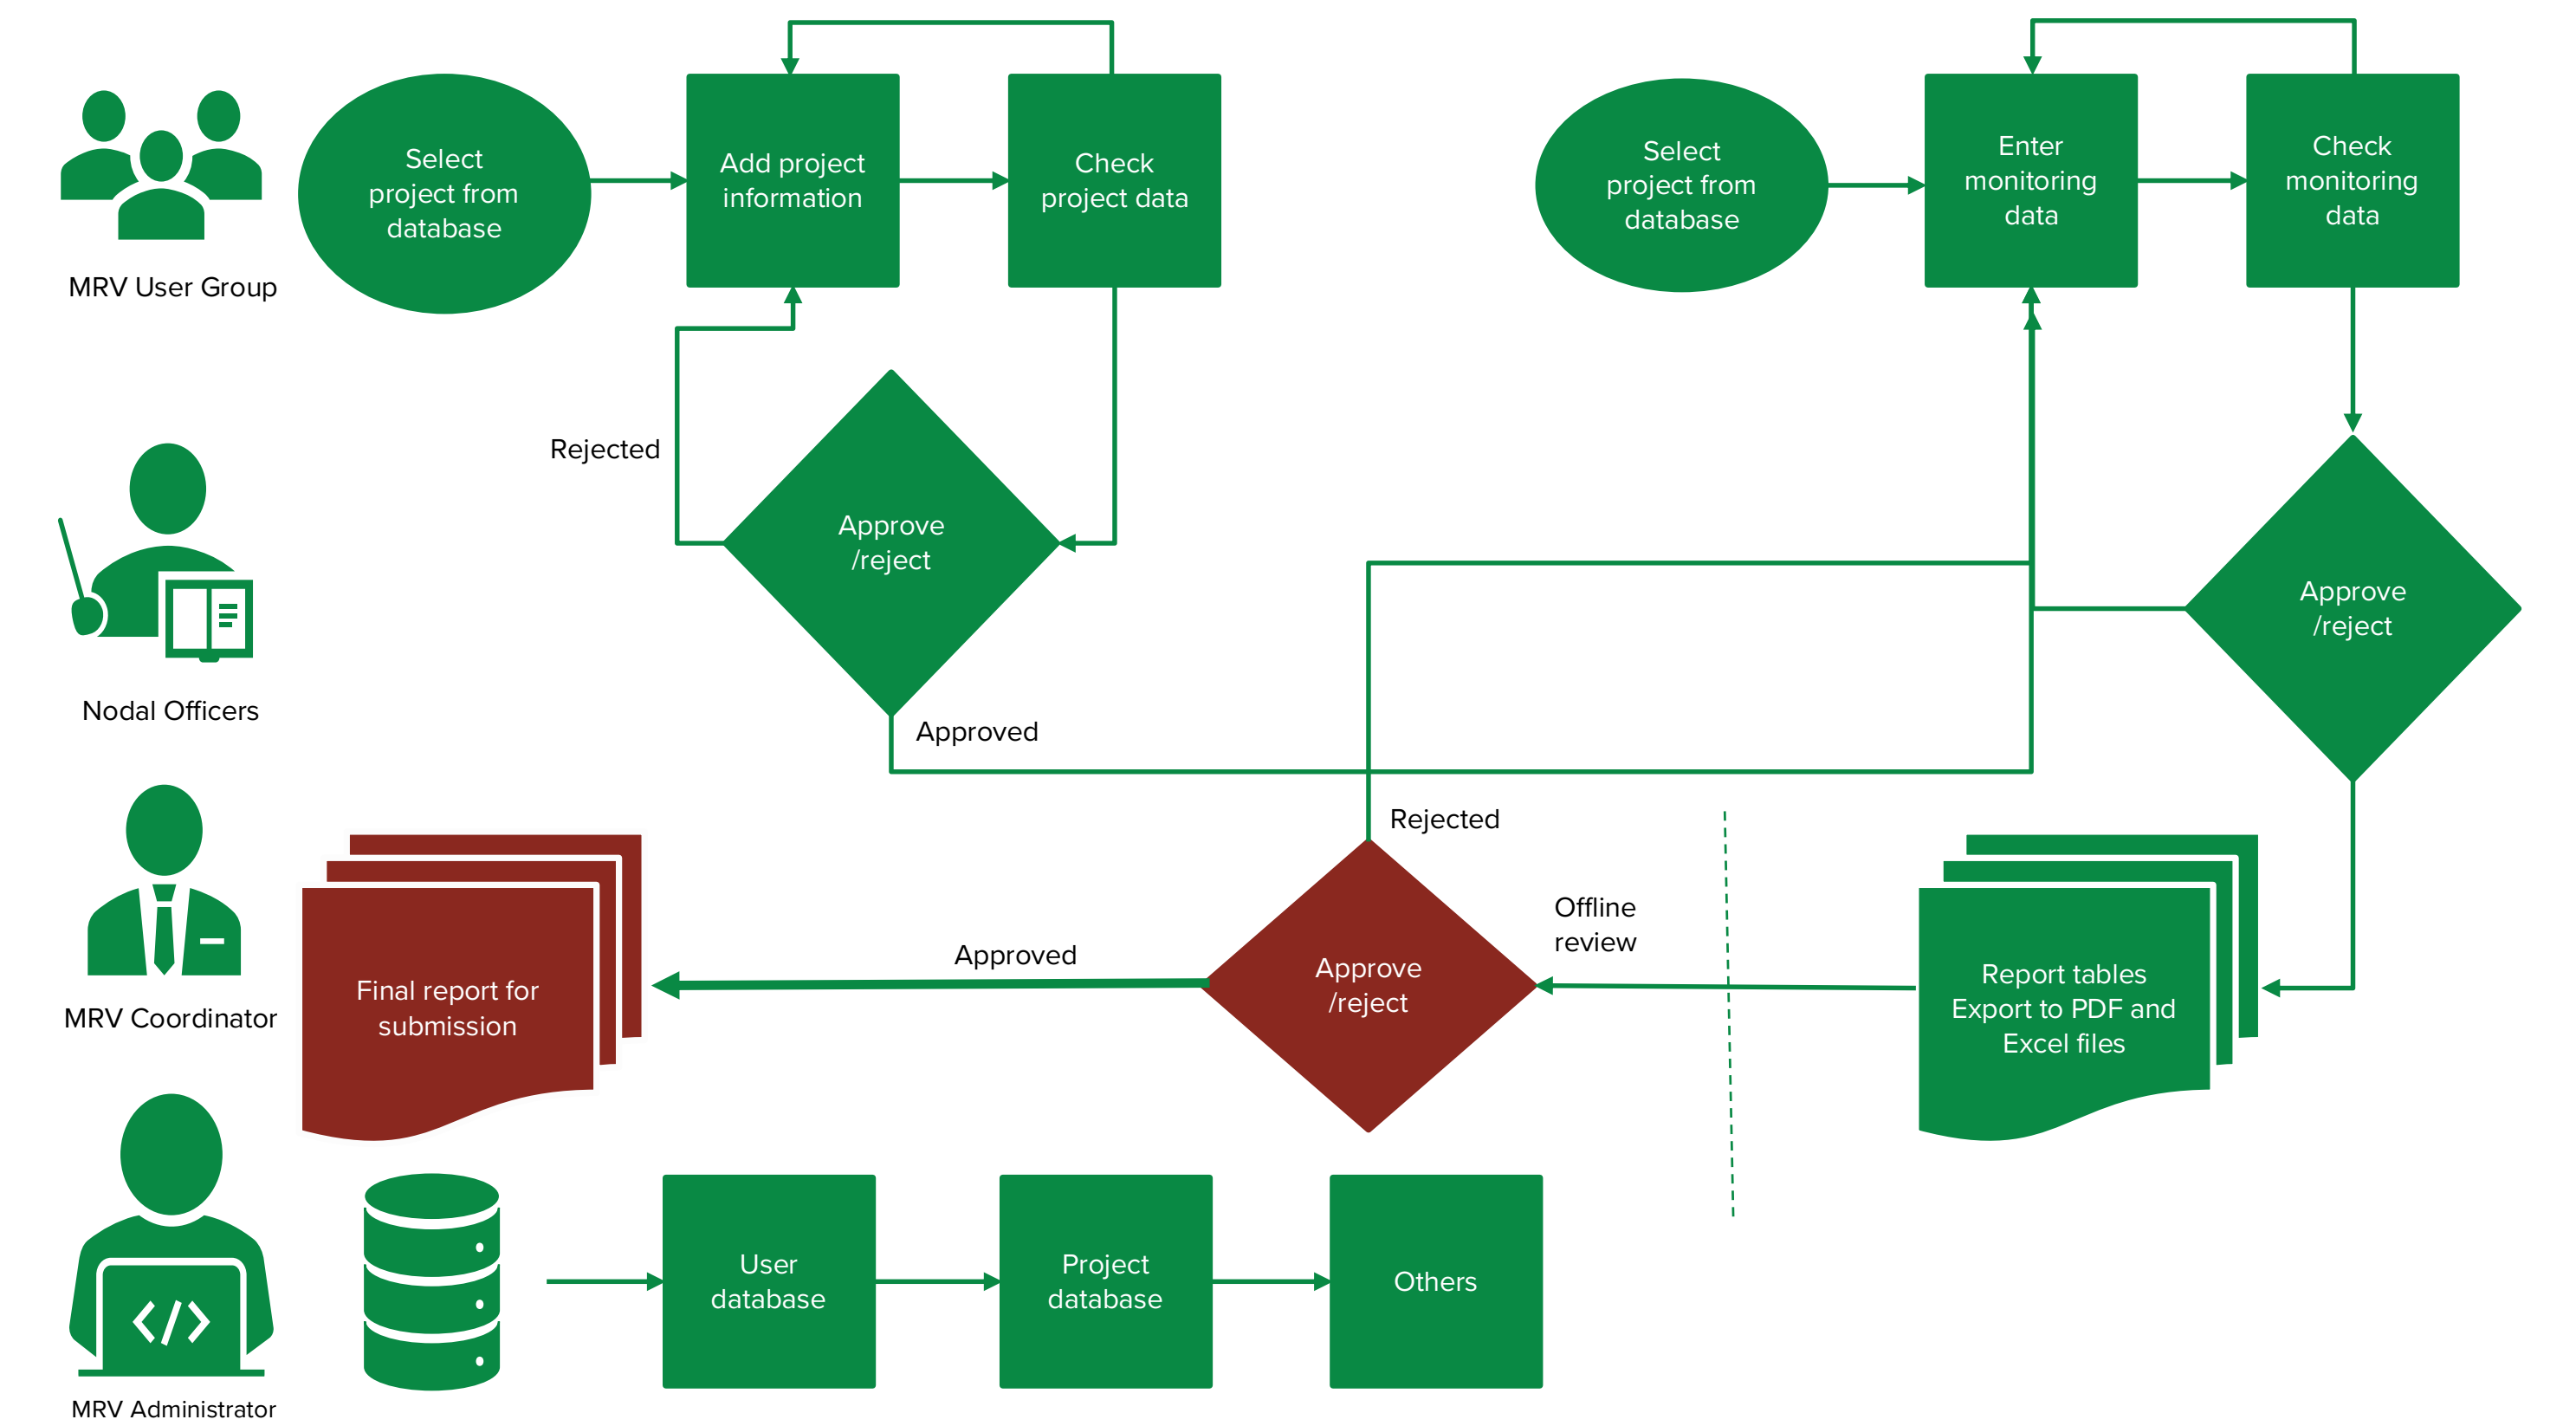 MRV User Group
Select
project from
database
Add project
information
Check
project data
Select
project from
database
Enter
monitoring
data
Check
monitoring
data
Nodal Officers
Rejected
Approve
/reject
Approved
Approve
/reject
MRV Coordinator
Final report for
submission
Approved
Rejected
Approve
/reject
Offline
review
Report tables
Export to PDF and
Excel files
MRV Administrator
User
database
Project
database
Others